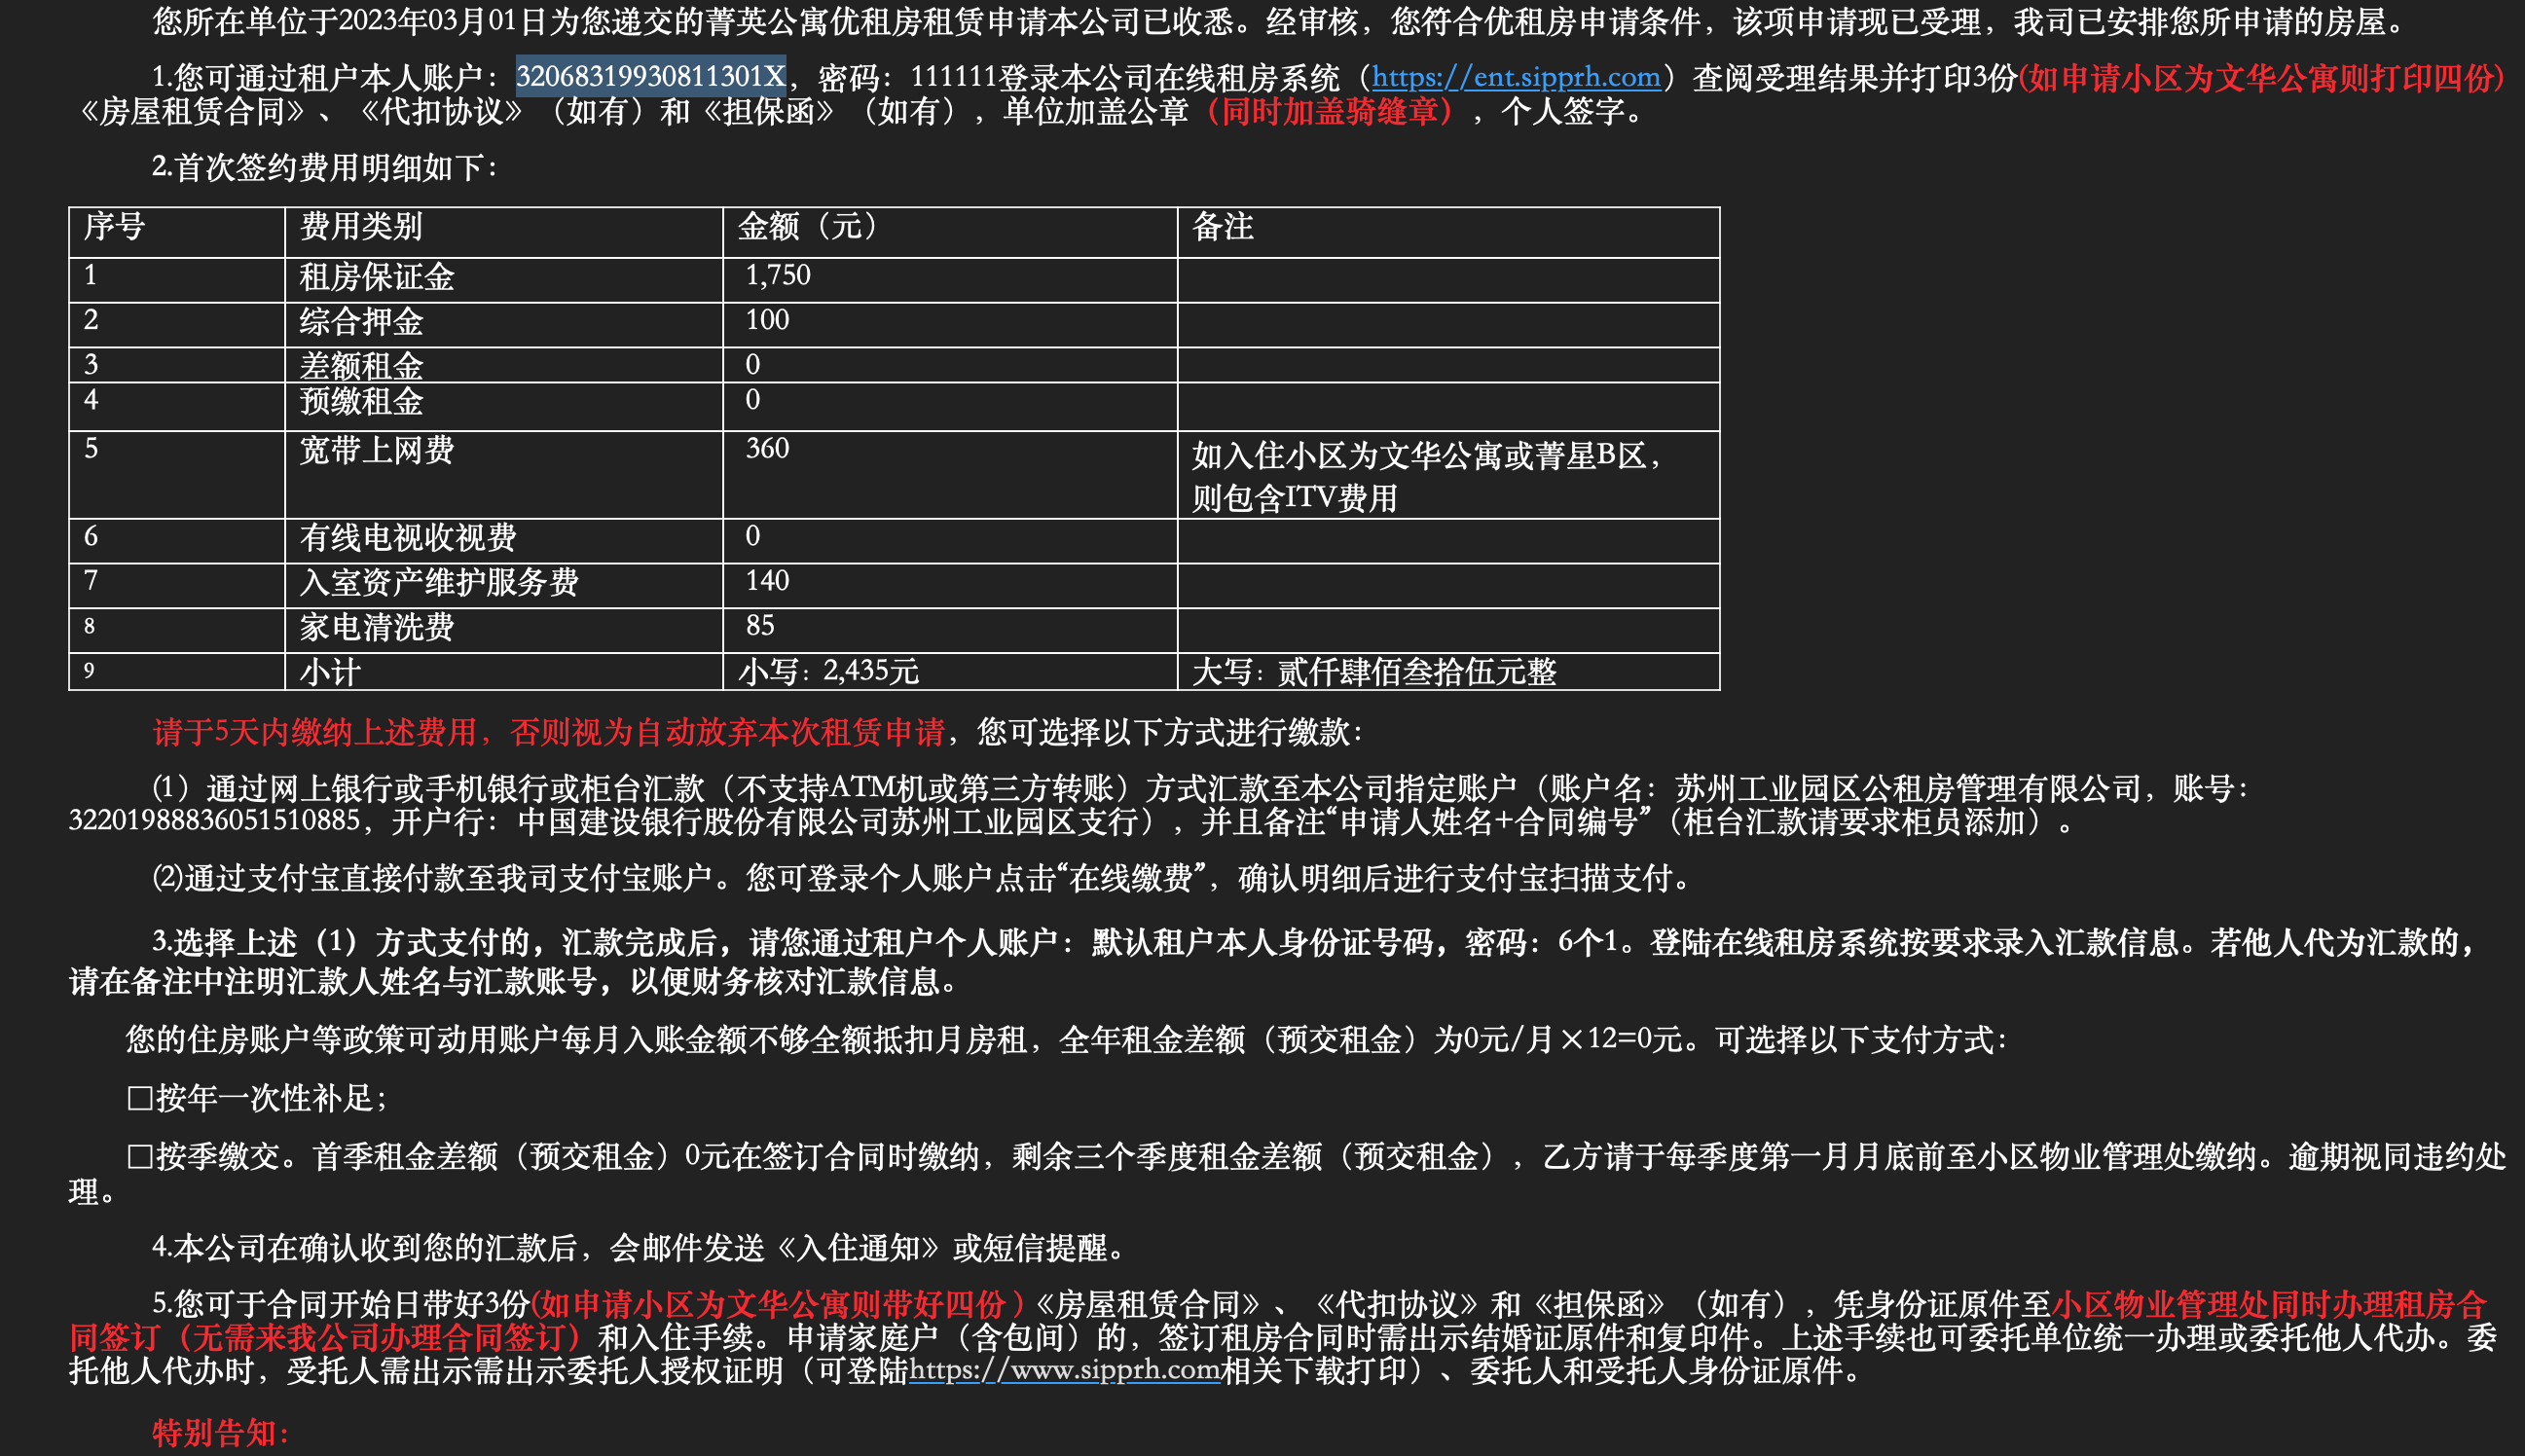 您所在单位于2023年03月01日为您递交的菁英公寓优租房租赁申请本公司已收悉。经审核，您符合优租房申请条件，该项申请现已受理，我司已安排您所申请的房屋。
1.您可通过租户本人账户：32068319930811301X，密码：111111登录本公司在线租房系统（https://ent.sipprh.com）查阅受理结果并打印3份(如申请小区为文华公寓则打印四份)
《房屋租赁合同》、《代扣协议》（如有）和《担保函》（如有），单位加盖公章（同时加盖骑缝章），个人签字。
2.首次签约费用明细如下：
序号 费用类别 金额（元） 备注
1 租房保证金 1,750
2 综合押金 100
3 差额租金 0
4 预缴租金 0
5 宽带上网费 360 如入住小区为文华公寓或菁星B区，
则包含ITV费用
6 有线电视收视费 0
7 入室资产维护服务费 140
8 家电清洗费 85
9 小计 小写：2,435元 大写：贰仟肆佰叁拾伍元整
请于5天内缴纳上述费用，否则视为自动放弃本次租赁申请，您可选择以下方式进行缴款：
(1）通过网上银行或手机银行或柜台汇款（不支持ATM机或第三方转账）方式汇款至本公司指定账户（账户名：苏州工业园区公租房管理有限公司，账号：
32201988836051510885，开户行：中国建设银行股份有限公司苏州工业园区支行），并且备注“申请人姓名+合同编号”（柜台汇款请要求柜员添加）。
(2)通过支付宝直接付款至我司支付宝账户。您可登录个人账户点击“在线缴费”，确认明细后进行支付宝扫描支付。
3.选择上述（1）方式支付的，汇款完成后，请您通过租户个人账户：默认租户本人身份证号码，密码：6个1。登陆在线租房系统按要求录入汇款信息。若他人代为汇款的，
请在备注中注明汇款人姓名与汇款账号，以便财务核对汇款信息。
您的住房账户等政策可动用账户每月入账金额不够全额抵扣月房租，全年租金差额（预交租金）为0元/月×12=0元。可选择以下支付方式：
□按年一次性补足；
□按季缴交。首季租金差额（预交租金）0元在签订合同时缴纳，剩余三个季度租金差额（预交租金），乙方请于每季度第一月月底前至小区物业管理处缴纳。逾期视同违约处
理。
4.本公司在确认收到您的汇款后，会邮件发送《入住通知》或短信提醒。
5.您可于合同开始日带好3份(如申请小区为文华公寓则带好四份 )《房屋租赁合同》、《代扣协议》和《担保函》（如有），凭身份证原件至小区物业管理处同时办理租房合
同签订（无需来我公司办理合同签订）和入住手续。申请家庭户（含包间）的，签订租房合同时需出示结婚证原件和复印件。上述手续也可委托单位统一办理或委托他人代办。委
托他人代办时，受托人需出示需出示委托人授权证明（可登陆https://www.sipprh.com相关下载打印）、委托人和受托人身份证原件。
特别告知：